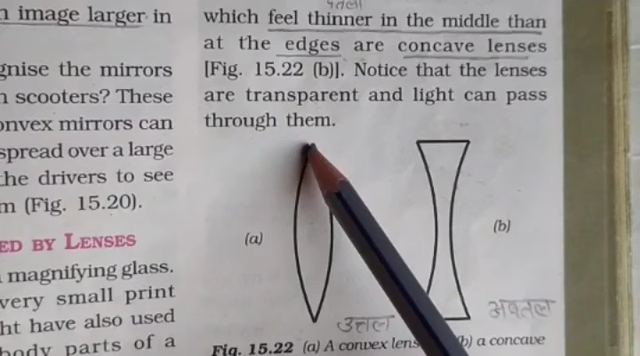 n image larger in
gnise the mirrors
n scooters? These
onvex mirrors can
spread over a large
the drivers to see
m (Fig. 15.20).
ED BY LENSES
magnifying glass.
very small print
ht have also used
body parts of a
पतला
which feel thinner in the middle than
at the edges are concave lenses
[Fig. 15.22 (b)]. Notice that the lenses
are transparent and light can pass
through them.
(a)
(b)
उत्तल
अवतल
Fig. 15.22 (a) A convex lens (b) a concave